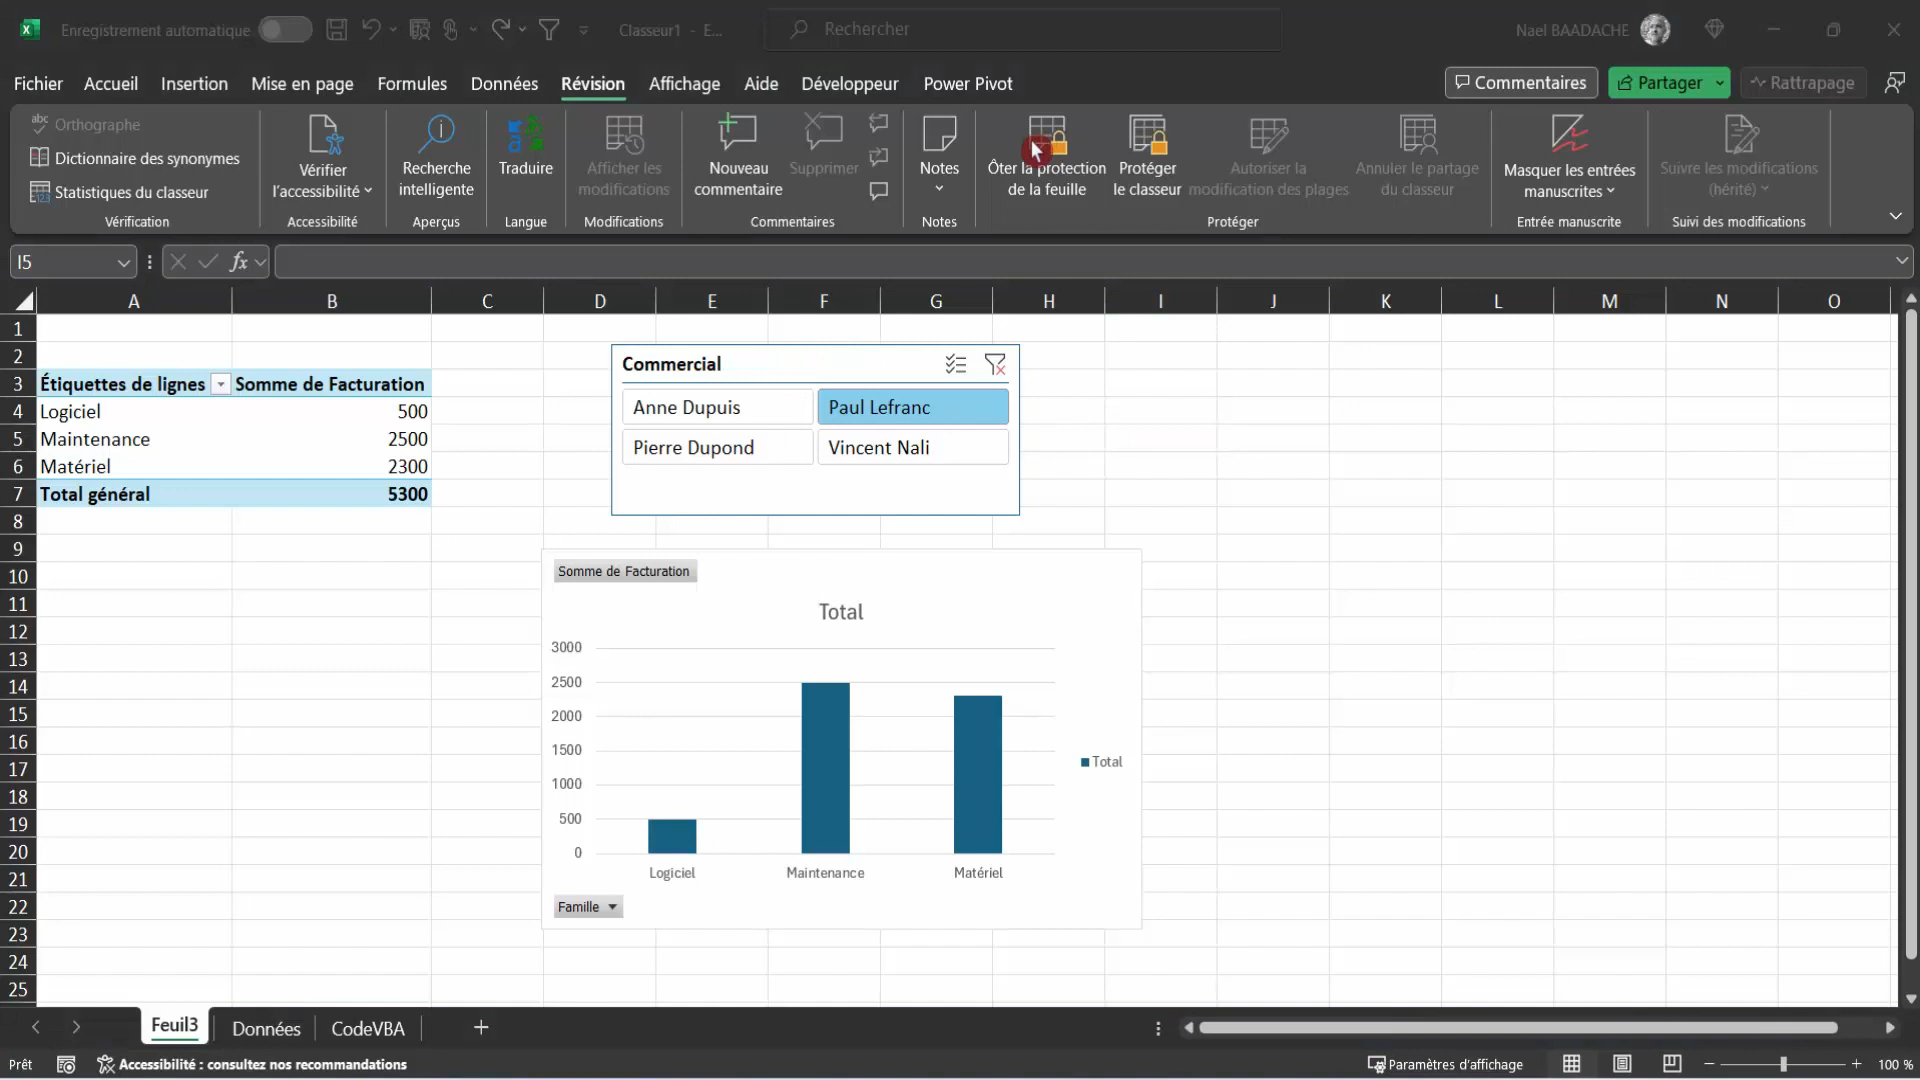 Enregistrement automatique
Classeur1 - E...
Rechercher
Nael BAADACHE
Fichier Accueil Insertion Mise en page Formules Données Révision Affichage Aide Développeur Power Pivot
Commentaires
Partager
Rattrapage
abc Orthographe
Dictionnaire des synonymes
123 Statistiques du classeur
Vérification
Vérifier
l'accessibilité
Accessibilité
Recherche
intelligente
Aperçus
Traduire
Langue
Afficher les
modifications
Modifications
Nouveau
commentaire
Supprimer
Commentaires
Notes
Notes
Ôter la protection
de la feuille
Protéger
le classeur
Autoriser la
modification des plages
Annuler le partage
du classeur
Protéger
Masquer les entrées
manuscrites
Entrée manuscrite
Suivre les modifications
(hérité)
Suivi des modifications
I5
fx
A B C D E F G H I J K L M N O
1
2
3 Étiquettes de lignes Somme de Facturation
4 Logiciel 500
5 Maintenance 2500
6 Matériel 2300
7 Total général 5300
8
9
10
11
12
13
14
15
16
17
18
19
20
21
22
23
24
25
Commercial
Anne Dupuis Paul Lefranc
Pierre Dupond Vincent Nali
Somme de Facturation
Total
3000
2500
2000
1500
1000
500
0
Logiciel Maintenance Matériel
Total
Famille
Feuil3 Données CodeVBA
Prêt
Accessibilité : consultez nos recommandations
Paramètres d'affichage
100 %